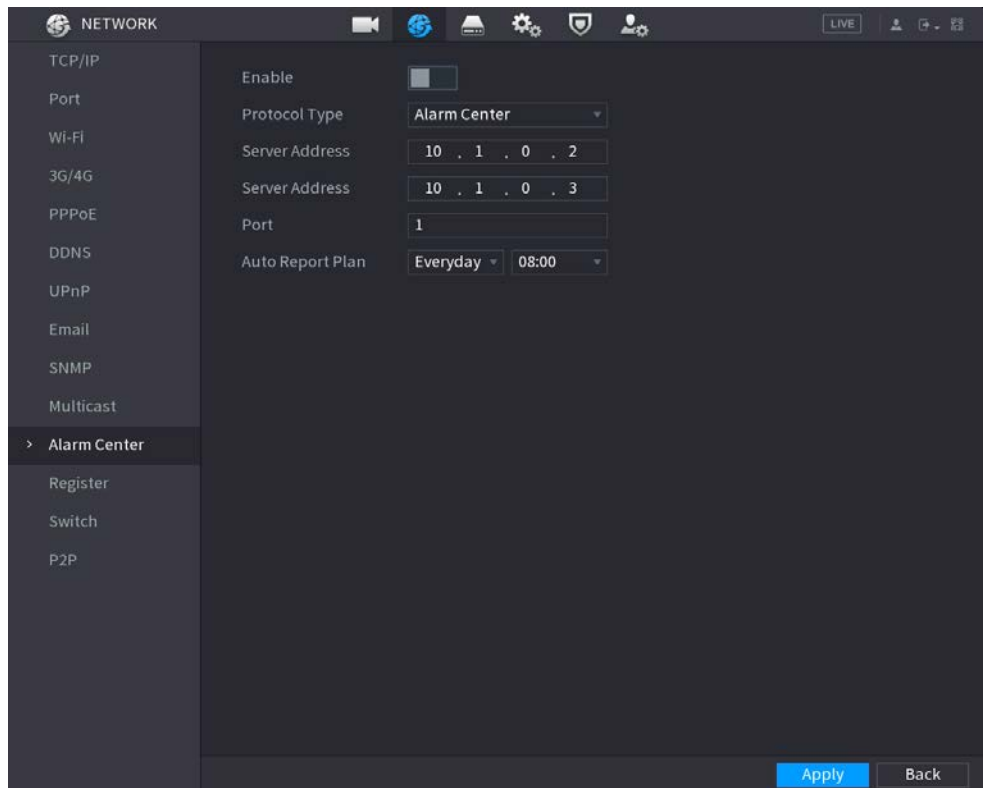 NETWORK
LIVE
TCP/IP
Port
Wi-Fi
3G/4G
PPPoE
DDNS
UPnP
Email
SNMP
Multicast
Alarm Center
Register
Switch
P2P
Enable
Protocol Type Alarm Center
Server Address 10 . 1 . 0 . 2
Server Address 10 . 1 . 0 . 3
Port 1
Auto Report Plan Everyday 08:00
Apply Back